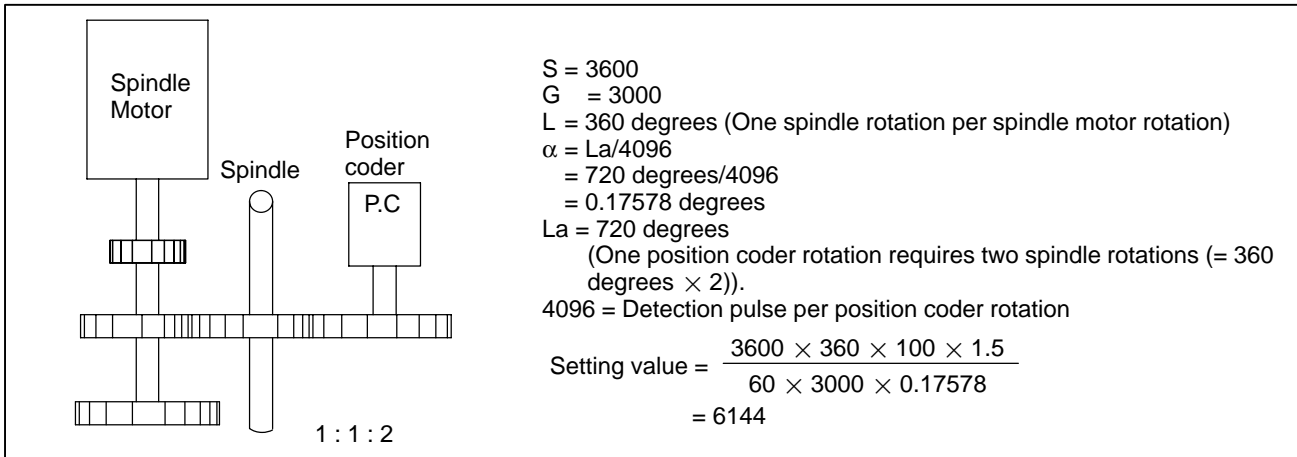 Spindle
Motor
Spindle
Position
coder
P.C
1 : 1 : 2
S = 3600
G = 3000
L = 360 degrees (One spindle rotation per spindle motor rotation)
α = La/4096
= 720 degrees/4096
= 0.17578 degrees
La = 720 degrees
(One position coder rotation requires two spindle rotations (= 360
degrees × 2)).
4096 = Detection pulse per position coder rotation
Setting value = 3600 × 360 × 100 × 1.5
60 × 3000 × 0.17578
= 6144